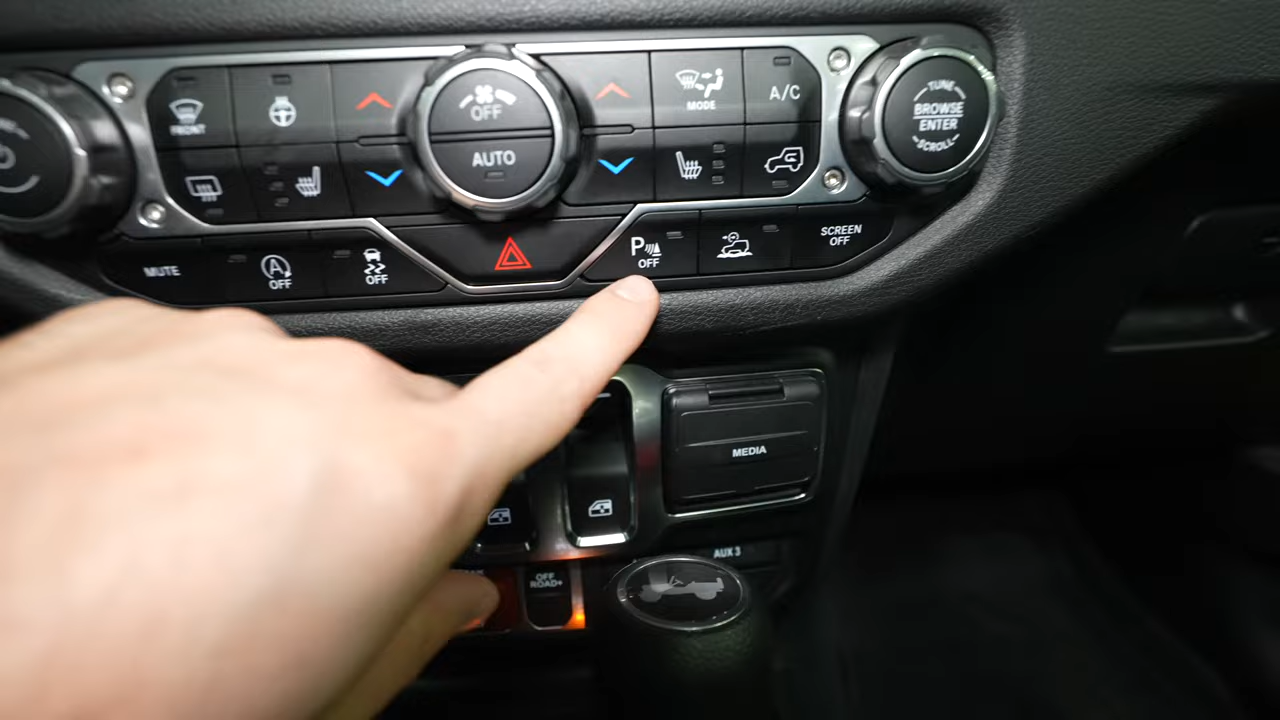 FRONT
OFF
AUTO
MODE
A/C
TUNE
BROWSE
ENTER
SCROLL
MUTE
A
OFF
OFF
P
OFF
SCREEN
OFF
MEDIA
AUX 3
OFF
ROAD+